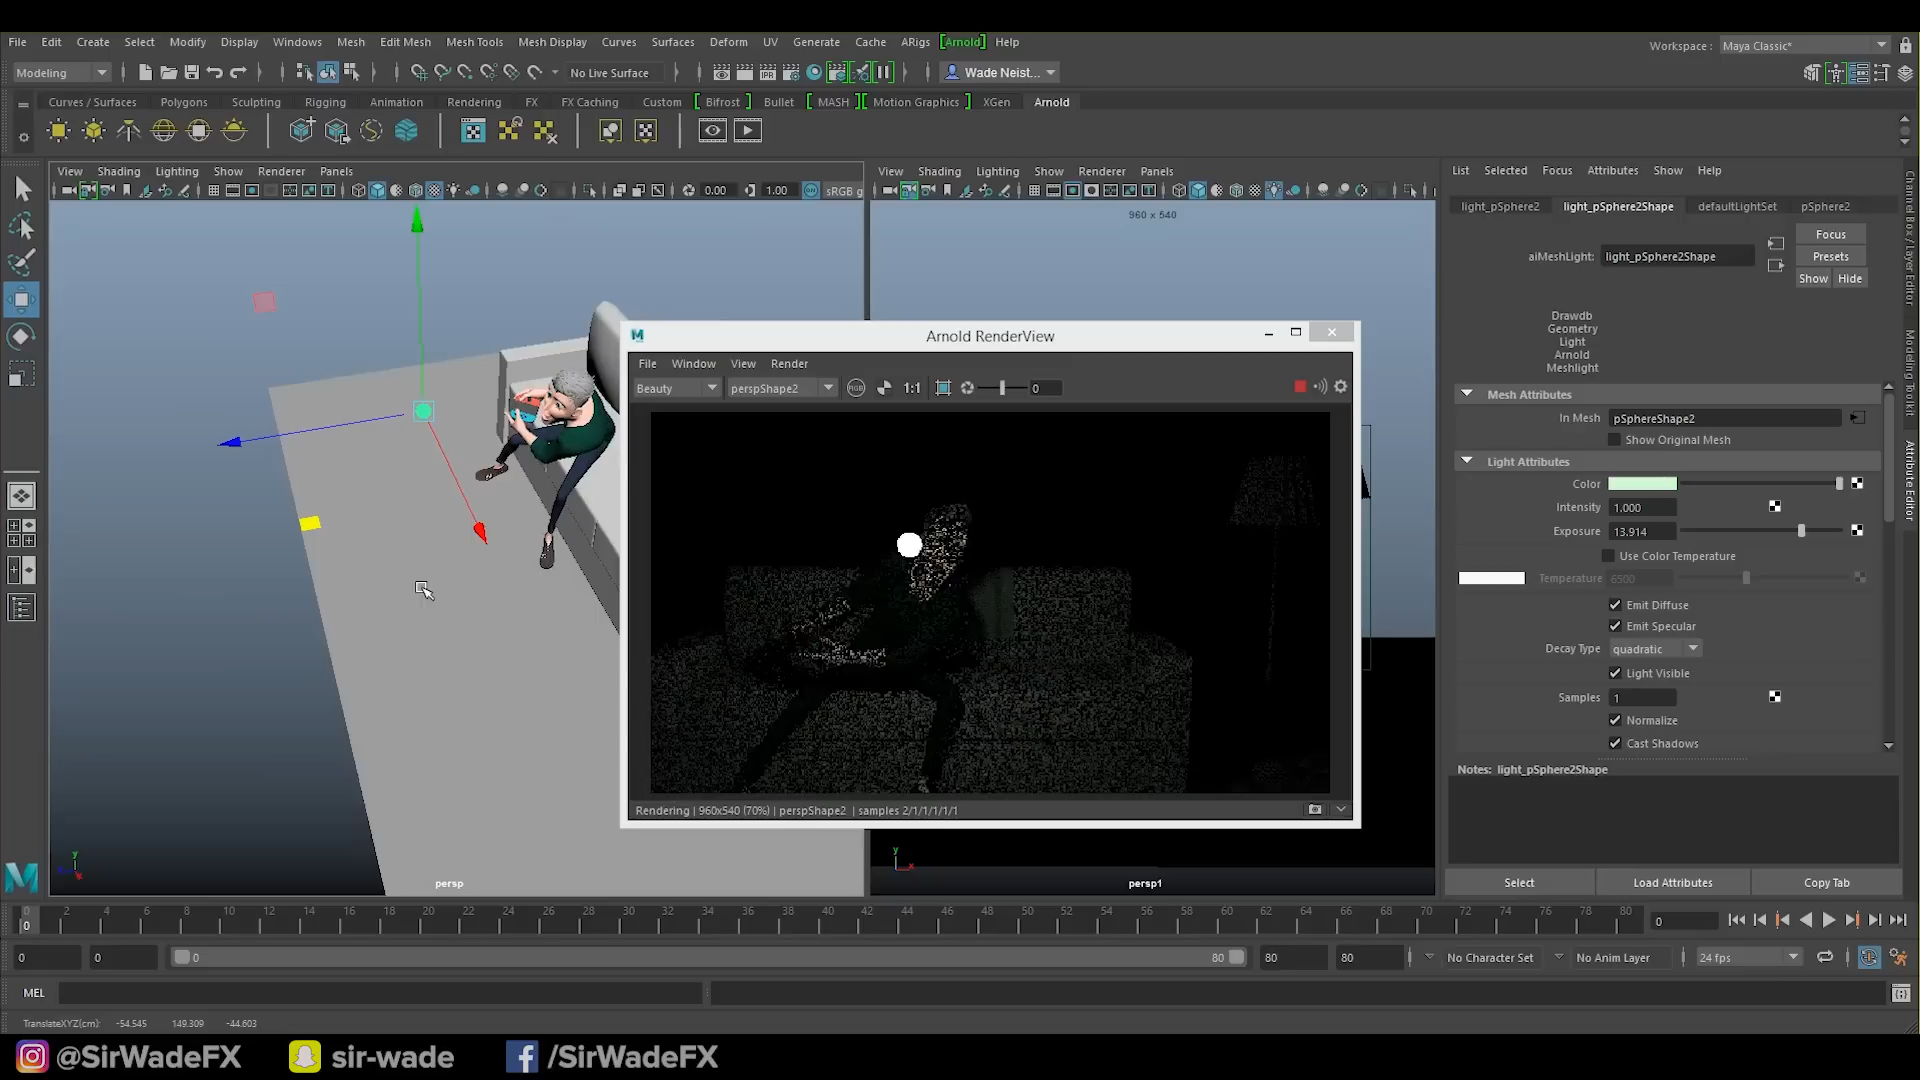 File Edit Create Select Modify Display Windows Mesh Edit Mesh Mesh Tools Mesh Display Curves Surfaces Deform UV Generate Cache ARigs [Arnold] Help
Workspace : Maya Classic*
Modeling No Live Surface Wade Neist...
Curves / Surfaces Polygons Sculpting Rigging Animation Rendering FX FX Caching Custom Bifrost Bullet MASH Motion Graphics XGen Arnold
View Shading Lighting Show Renderer Panels
0.00 1.00 sRGB g
View Shading Lighting Show Renderer Panels
960 x 540
List Selected Focus Attributes Show Help
light_pSphere2 light_pSphere2Shape defaultLightSet pSphere2
Focus
aiMeshLight: light_pSphere2Shape
Presets
Show Hide
Drawdb
Geometry
Light
Arnold
Meshlight
Mesh Attributes
In Mesh pSphereShape2
Show Original Mesh
Light Attributes
Color
Intensity 1.000
Exposure 13.914
Use Color Temperature
Temperature 6500
Emit Diffuse
Emit Specular
Decay Type quadratic
Light Visible
Samples 1
Normalize
Cast Shadows
Notes: light_pSphere2Shape
Select Load Attributes Copy Tab
Channel Box / Layer Editor
Modeling Toolkit
Attribute Editor
Arnold RenderView
File Window View Render
Beauty perspShape2 RGB 1:1 0
Rendering | 960x540 (70%) | perspShape2 | samples 2/1/1/1/1/1
y
persp
y
x
persp1
0 2 4 6 8 10 12 14 16 18 20 22 24 26 28 30 32 34 36 38 40 42 44 46 48 50 52 54 56 58 60 62 64 66 68 70 72 74 76 78 80
0 0
0 0 0 80 80 80 No Character Set No Anim Layer 24 fps
MEL
TranslateXYZ(cm): -54.545 149.309 -44.603
@SirWadeFX sir-wade /SirWadeFX